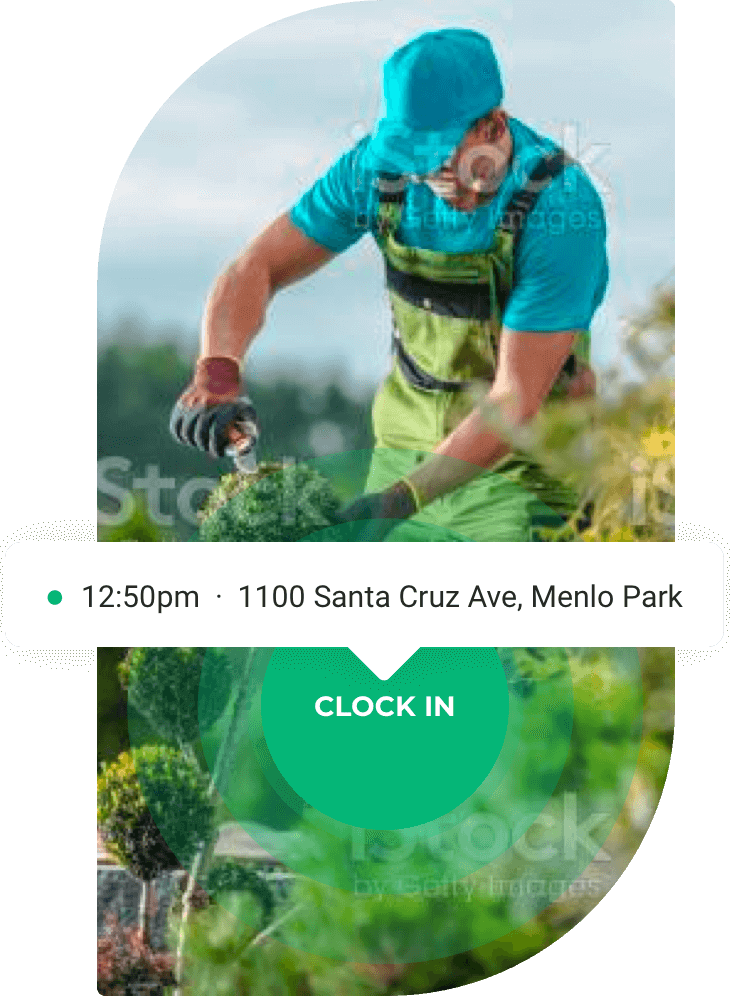 iStock
by Getty Images
iStock
iS
12:50pm · 1100 Santa Cruz Ave, Menlo Park
CLOCK IN
iStock
by Getty Images